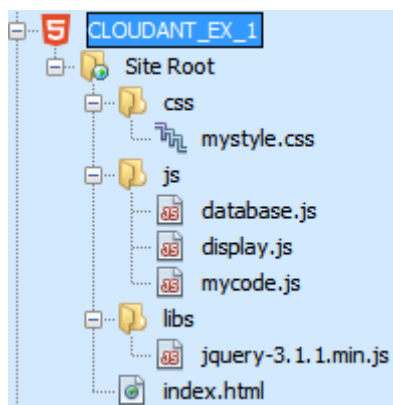 CLOUDANT_EX_1
Site Root
css
mystyle.css
js
database.js
display.js
mycode.js
libs
jquery-3.1.1.min.js
index.html